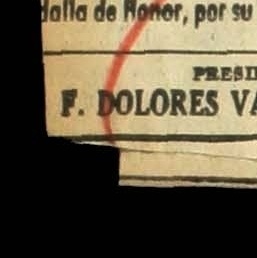 dalla de Honor, por su
PRESI
F. DOLORES VA